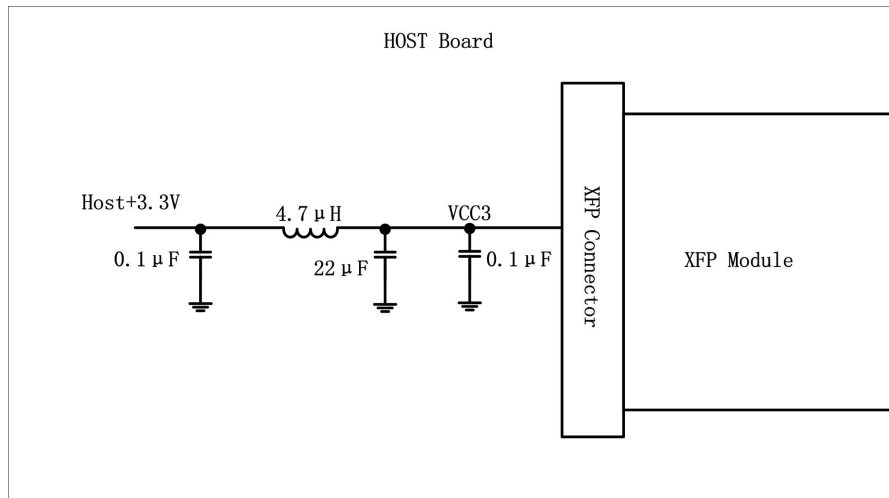 HOST Board
Host+3.3V
4.7μH
VCC3
0.1μF
22μF
0.1μF
XFP Connector
XFP Module